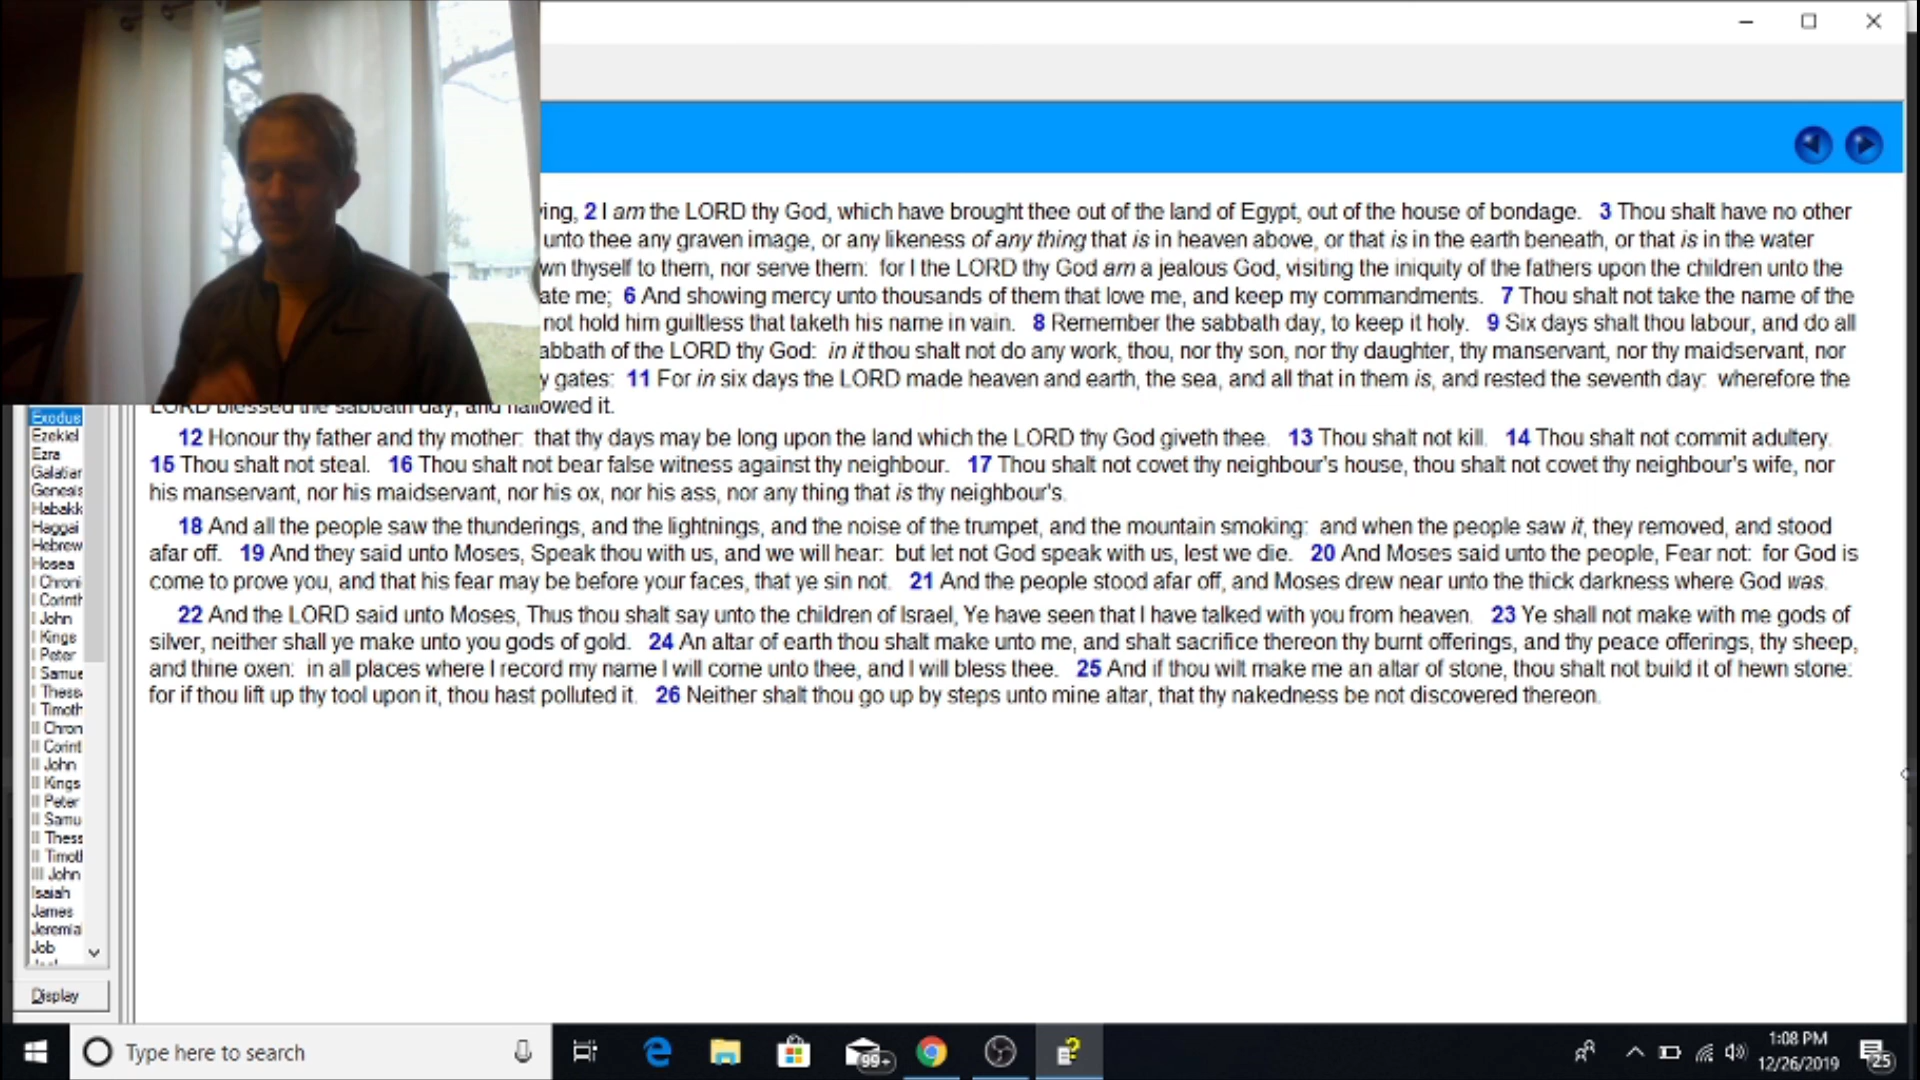 ing, 2 I am the LORD thy God, which have brought thee out of the land of Egypt, out of the house of bondage. 3 Thou shalt have no other
unto thee any graven image, or any likeness of any thing that is in heaven above, or that is in the earth beneath, or that is in the water
wn thyself to them, nor serve them: for I the LORD thy God am a jealous God, visiting the iniquity of the fathers upon the children unto the
ate me; 6 And showing mercy unto thousands of them that love me, and keep my commandments. 7 Thou shalt not take the name of the
not hold him guiltless that taketh his name in vain. 8 Remember the sabbath day, to keep it holy. 9 Six days shalt thou labour, and do all
abbath of the LORD thy God: in it thou shalt not do any work, thou, nor thy son, nor thy daughter, thy manservant, nor thy maidservant, nor
y gates: 11 For in six days the LORD made heaven and earth, the sea, and all that in them is, and rested the seventh day: wherefore the
LORD blessed the sabbath day, and hallowed it.
12 Honour thy father and thy mother: that thy days may be long upon the land which the LORD thy God giveth thee. 13 Thou shalt not kill. 14 Thou shalt not commit adultery.
15 Thou shalt not steal. 16 Thou shalt not bear false witness against thy neighbour. 17 Thou shalt not covet thy neighbour's house, thou shalt not covet thy neighbour's wife, nor
his manservant, nor his maidservant, nor his ox, nor his ass, nor any thing that is thy neighbour's.
18 And all the people saw the thunderings, and the lightnings, and the noise of the trumpet, and the mountain smoking: and when the people saw it, they removed, and stood
afar off. 19 And they said unto Moses, Speak thou with us, and we will hear: but let not God speak with us, lest we die. 20 And Moses said unto the people, Fear not: for God is
come to prove you, and that his fear may be before your faces, that ye sin not. 21 And the people stood afar off, and Moses drew near unto the thick darkness where God was.
22 And the LORD said unto Moses, Thus thou shalt say unto the children of Israel, Ye have seen that I have talked with you from heaven. 23 Ye shall not make with me gods of
silver, neither shall ye make unto you gods of gold. 24 An altar of earth thou shalt make unto me, and shalt sacrifice thereon thy burnt offerings, and thy peace offerings, thy sheep,
and thine oxen: in all places where I record my name I will come unto thee, and I will bless thee. 25 And if thou wilt make me an altar of stone, thou shalt not build it of hewn stone:
for if thou lift up thy tool upon it, thou hast polluted it. 26 Neither shalt thou go up by steps unto mine altar, that thy nakedness be not discovered thereon.
Exodus
Ezekiel
Ezra
Galatiar
Genesis
Habakk
Haggai
Hebrew
Hosea
I Chroni
I Corinth
I John
I Kings
I Peter
I Samue
I Thess
I Timoth
II Chron
II Corint
II John
II Kings
II Peter
II Samu
II Thess
II Timotl
III John
Isaiah
James
Jeremia
Job
Display
Type here to search
99+
1:08 PM
12/26/2019
25